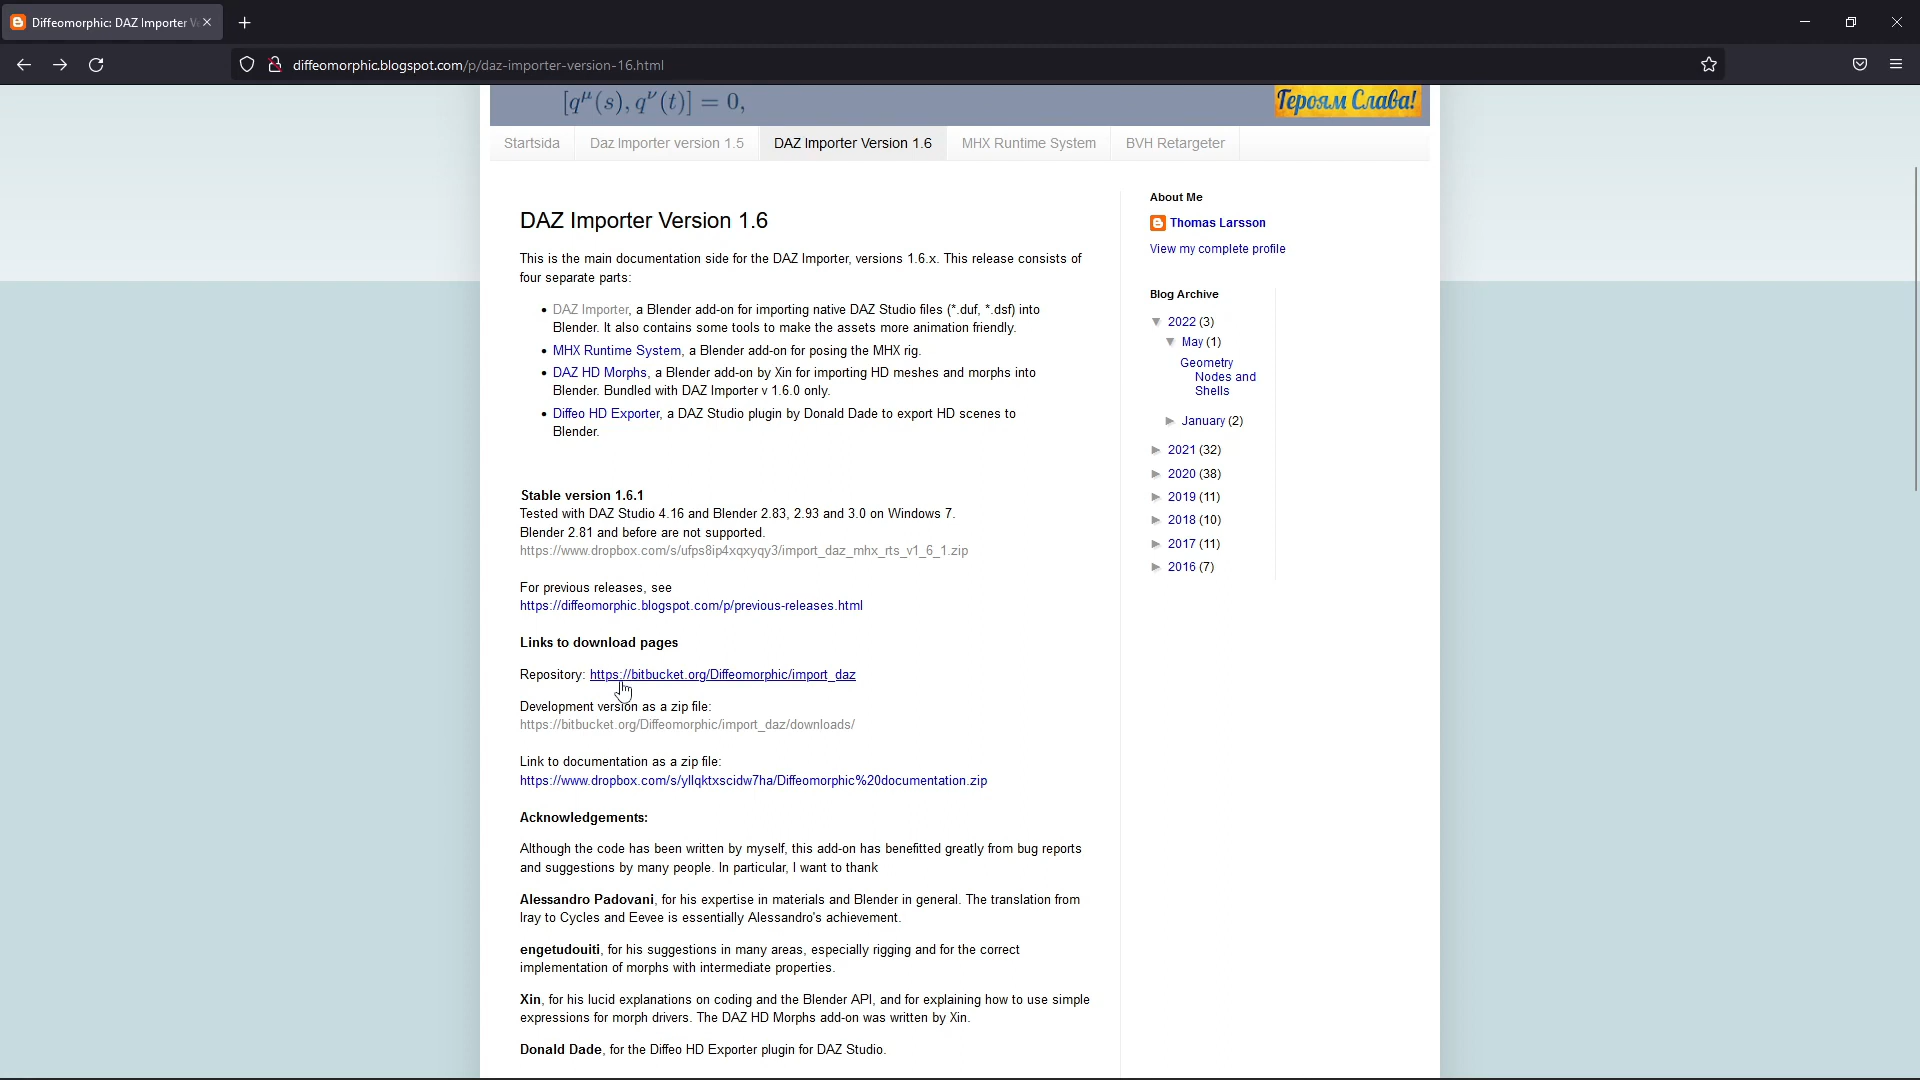 Diffeomorphic: DAZ Importer V
diffeomorphic.blogspot.com/p/daz-importer-version-16.html
[q^μ(s), q^ν(t)] = 0,
Героям Слава!
Startsida
Daz Importer version 1.5
DAZ Importer Version 1.6
MHX Runtime System
BVH Retargeter
DAZ Importer Version 1.6
This is the main documentation side for the DAZ Importer, versions 1.6.x. This release consists of
four separate parts:
• DAZ Importer, a Blender add-on for importing native DAZ Studio files (*.duf, *.dsf) into
Blender. It also contains some tools to make the assets more animation friendly.
• MHX Runtime System, a Blender add-on for posing the MHX rig.
• DAZ HD Morphs, a Blender add-on by Xin for importing HD meshes and morphs into
Blender. Bundled with DAZ Importer v 1.6.0 only.
• Diffeo HD Exporter, a DAZ Studio plugin by Donald Dade to export HD scenes to
Blender.
Stable version 1.6.1
Tested with DAZ Studio 4.16 and Blender 2.83, 2.93 and 3.0 on Windows 7.
Blender 2.81 and before are not supported.
https://www.dropbox.com/s/ufps8ip4xqxyqy3/import_daz_mhx_rts_v1_6_1.zip
For previous releases, see
https://diffeomorphic.blogspot.com/p/previous-releases.html
Links to download pages
Repository: https://bitbucket.org/Diffeomorphic/import_daz
Development version as a zip file:
https://bitbucket.org/Diffeomorphic/import_daz/downloads/
Link to documentation as a zip file:
https://www.dropbox.com/s/yllqktxscidw7ha/Diffeomorphic%20documentation.zip
Acknowledgements:
Although the code has been written by myself, this add-on has benefitted greatly from bug reports
and suggestions by many people. In particular, I want to thank
Alessandro Padovani, for his expertise in materials and Blender in general. The translation from
Iray to Cycles and Eevee is essentially Alessandro's achievement.
engetudouiti, for his suggestions in many areas, especially rigging and for the correct
implementation of morphs with intermediate properties.
Xin, for his lucid explanations on coding and the Blender API, and for explaining how to use simple
expressions for morph drivers. The DAZ HD Morphs add-on was written by Xin.
Donald Dade, for the Diffeo HD Exporter plugin for DAZ Studio.
About Me
Thomas Larsson
View my complete profile
Blog Archive
▼ 2022 (3)
▼ May (1)
Geometry
Nodes and
Shells
► January (2)
► 2021 (32)
► 2020 (38)
► 2019 (11)
► 2018 (10)
► 2017 (11)
► 2016 (7)